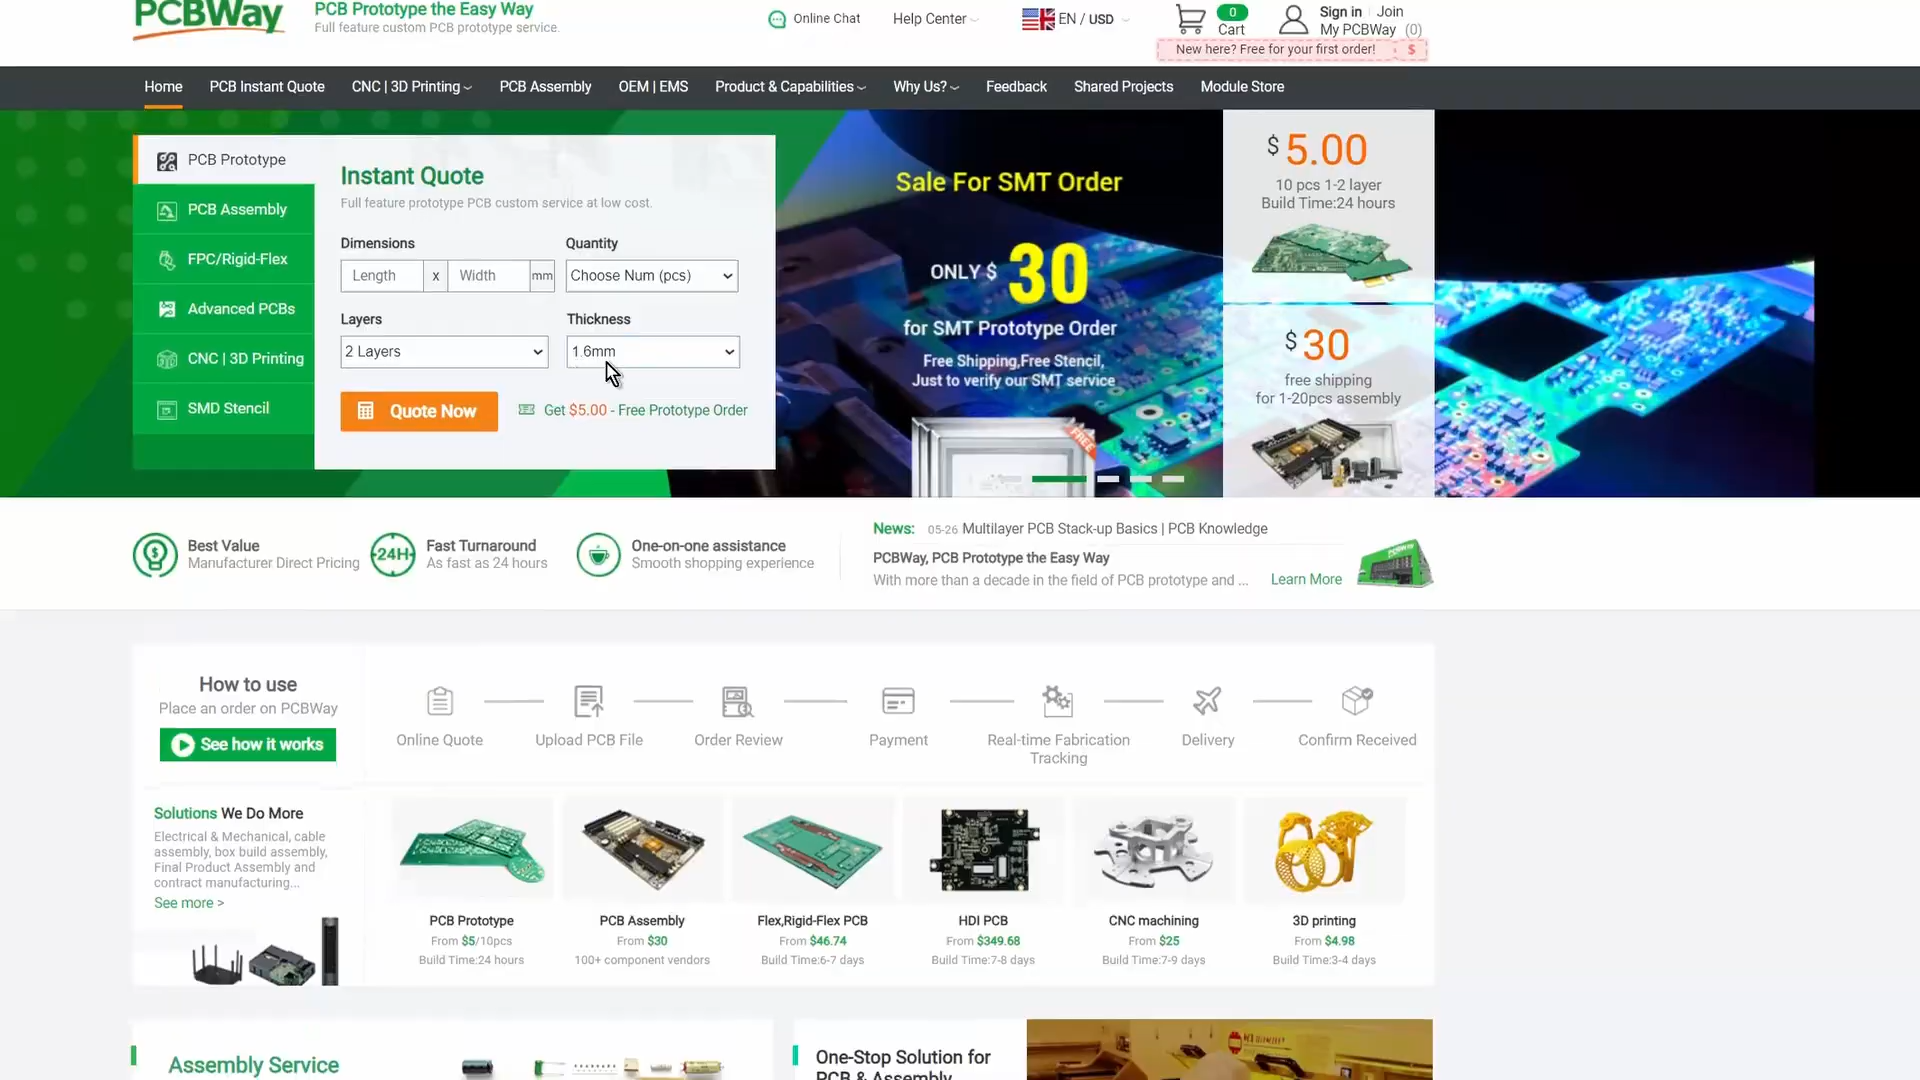 PCBWay
PCB Prototype the Easy Way
Full feature custom PCB prototype service.
Online Chat
Help Center
EN / USD
0
Cart
Sign in
Join
My PCBWay (0)
New here? Free for your first order!
$
Home
PCB Instant Quote
CNC | 3D Printing
PCB Assembly
OEM | EMS
Product & Capabilities
Why Us?
Feedback
Shared Projects
Module Store
PCB Prototype
PCB Assembly
FPC/Rigid-Flex
Advanced PCBs
CNC | 3D Printing
SMD Stencil
Instant Quote
Full feature prototype PCB custom service at low cost.
Dimensions
Quantity
Length
x
Width
mm
Choose Num (pcs)
Layers
Thickness
2 Layers
1.6mm
Quote Now
Get $5.00 - Free Prototype Order
Sale For SMT Order
ONLY $ 30
for SMT Prototype Order
Free Shipping,Free Stencil,
Just to verify our SMT service
FREE
$ 5.00
10 pcs 1-2 layer
Build Time:24 hours
$ 30
free shipping
for 1-20pcs assembly
Best Value
Manufacturer Direct Pricing
24H
Fast Turnaround
As fast as 24 hours
One-on-one assistance
Smooth shopping experience
News: 05-26 Multilayer PCB Stack-up Basics | PCB Knowledge
PCBWay, PCB Prototype the Easy Way
With more than a decade in the field of PCB prototype and ...
Learn More
How to use
Place an order on PCBWay
See how it works
Online Quote
Upload PCB File
Order Review
Payment
Real-time Fabrication
Tracking
Delivery
Confirm Received
Solutions We Do More
Electrical & Mechanical, cable
assembly, box build assembly,
Final Product Assembly and
contract manufacturing...
See more >
PCB Prototype
From $5/10pcs
Build Time:24 hours
PCB Assembly
From $30
100+ component vendors
Flex,Rigid-Flex PCB
From $46.74
Build Time:6-7 days
HDI PCB
From $349.68
Build Time:7-8 days
CNC machining
From $25
Build Time:7-9 days
3D printing
From $4.98
Build Time:3-4 days
Assembly Service
One-Stop Solution for
PCB & Assembly